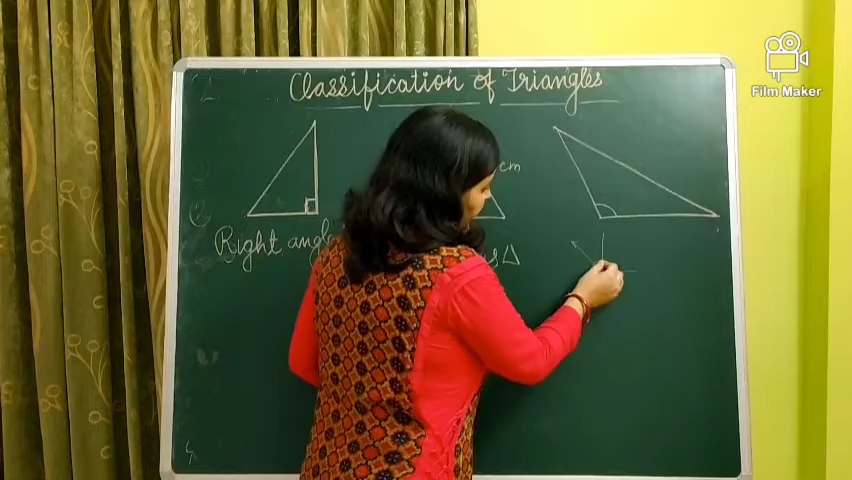 Classification of Triangles
Film Maker
cm
Right angle
s Δ